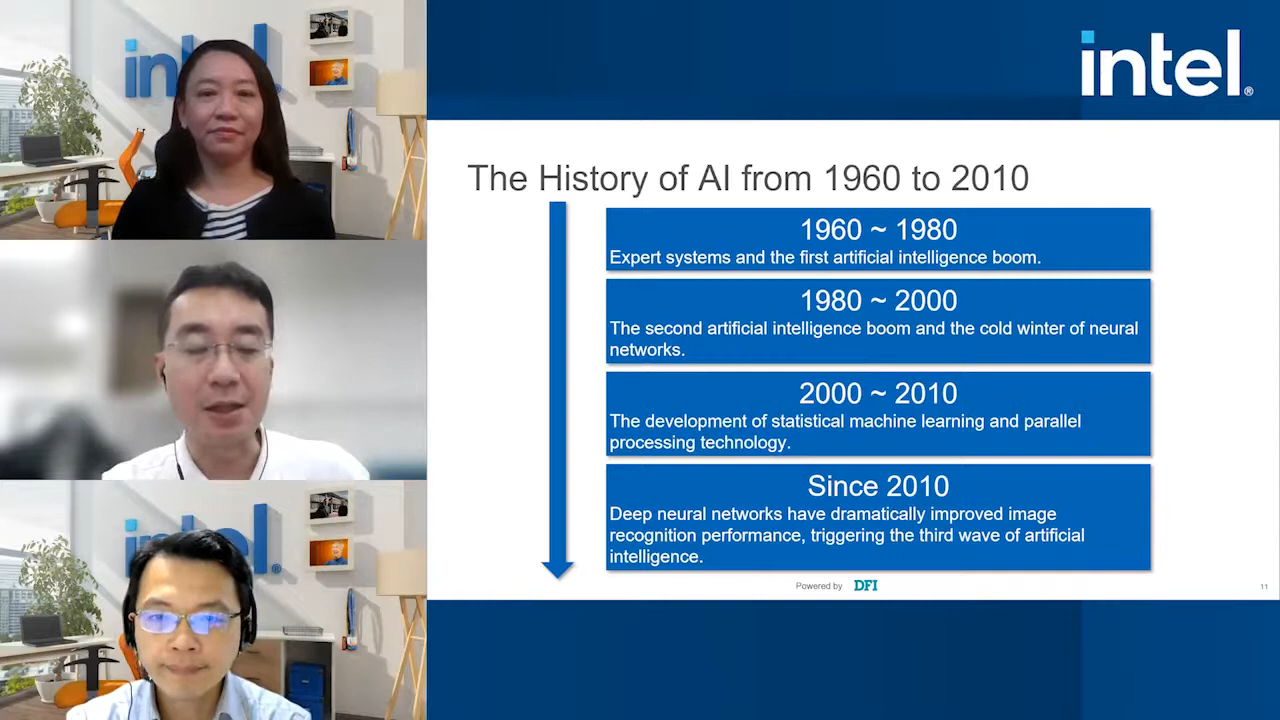 intel
intel®
The History of AI from 1960 to 2010
1960 ~ 1980
Expert systems and the first artificial intelligence boom.
1980 ~ 2000
The second artificial intelligence boom and the cold winter of neural
networks.
2000 ~ 2010
The development of statistical machine learning and parallel
processing technology.
Since 2010
Deep neural networks have dramatically improved image
recognition performance, triggering the third wave of artificial
intelligence.
Powered by DFI
11
intel®